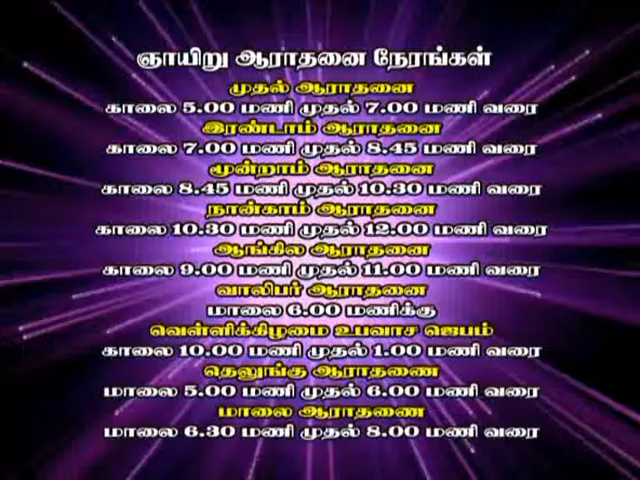 ஞாயிறு ஆராதனை நேரங்கள்
முதல் ஆராதனை
காலை 5.00 மணி முதல் 7.00 மணி வரை
இரண்டாம் ஆராதனை
காலை 7.00 மணி முதல் 8.45 மணி வரை
மூன்றாம் ஆராதனை
காலை 8.45 மணி முதல் 10.30 மணி வரை
நான்காம் ஆராதனை
காலை 10.30 மணி முதல் 12.00 மணி வரை
ஆங்கில ஆராதனை
காலை 9.00 மணி முதல் 11.00 மணி வரை
வாலிபர் ஆராதனை
மாலை 6.00 மணிக்கு
வெள்ளிக்கிழமை உபவாச ஜெபம்
காலை 10.00 மணி முதல் 1.00 மணி வரை
தெலுங்கு ஆராதணை
மாலை 5.00 மணி முதல் 6.00 மணி வரை
மாலை ஆராதணை
மாலை 6.30 மணி முதல் 8.00 மணி வரை